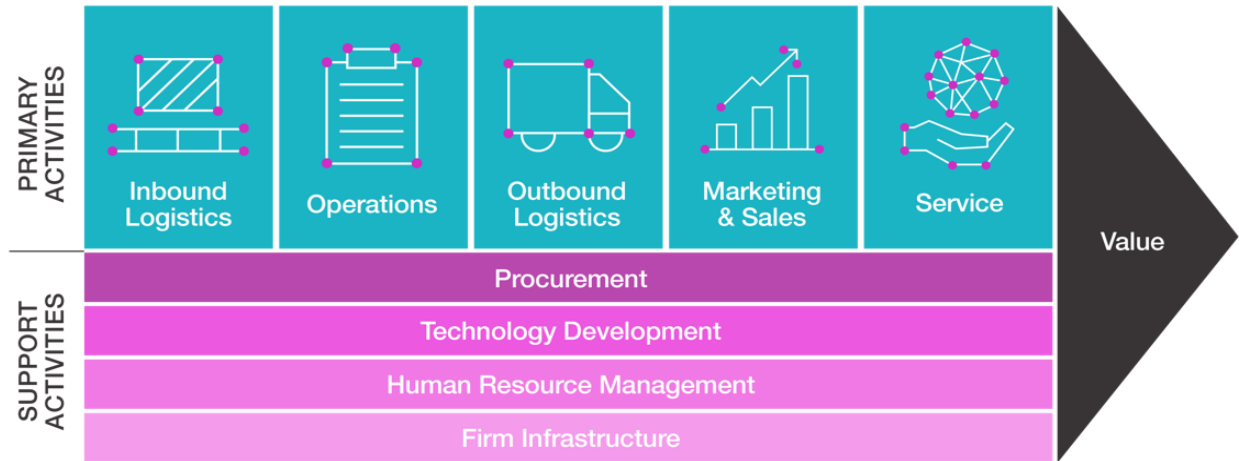 PRIMARY
ACTIVITIES
Inbound
Logistics
Operations
Outbound
Logistics
Marketing
& Sales
Service
Value
SUPPORT
ACTIVITIES
Procurement
Technology Development
Human Resource Management
Firm Infrastructure